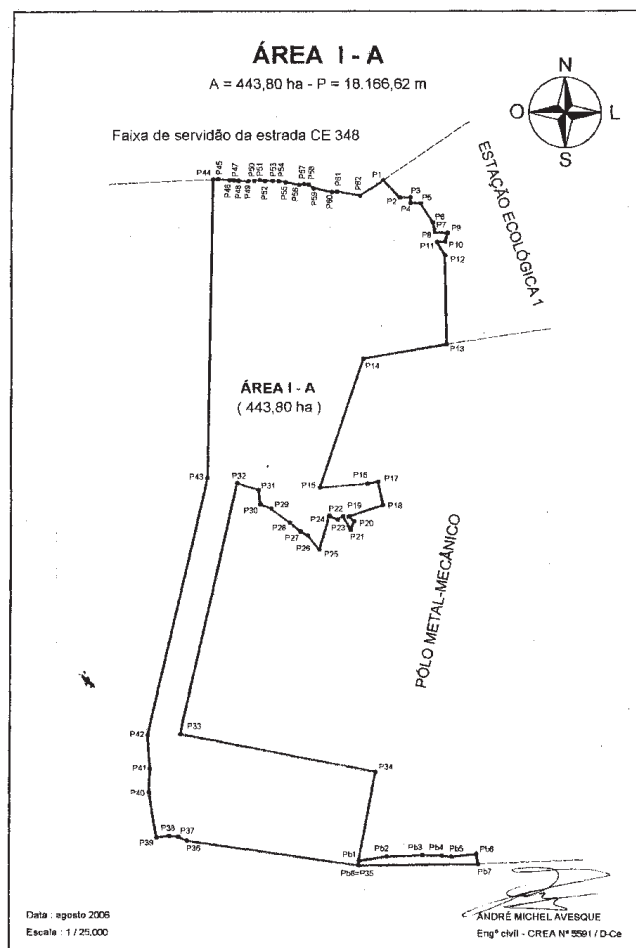 ÁREA I - A
A = 443,80 ha - P = 18.166,62 m
N
O
L
S
Faixa de servidão da estrada CE 348
ESTAÇÃO ECOLÓGICA 1
P44
P45
P46
P47
P48
P49
P50
P51
P52
P53
P54
P55
P56
P57
P58
P59
P60
P61
P62
P1
P2
P3
P4
P5
P6
P7
P8
P9
P10
P11
P12
P13
P14
ÁREA I - A
( 443,80 ha )
P15
P16
P17
P18
P19
P20
P21
P22
P23
P24
P25
P26
P27
P28
P29
P30
P31
P32
P43
PÓLO METAL-MECÂNICO
P33
P34
P42
P41
P40
P39
P38
P37
P36
Pb1
Pb2
Pb3
Pb4
Pb5
Pb6
Pb7
Pb8=P35
Data : agosto 2006
Escala : 1 / 25,000
ANDRÉ MICHEL AVESQUE
Engº civil - CREA Nº 5591 / D-Ce